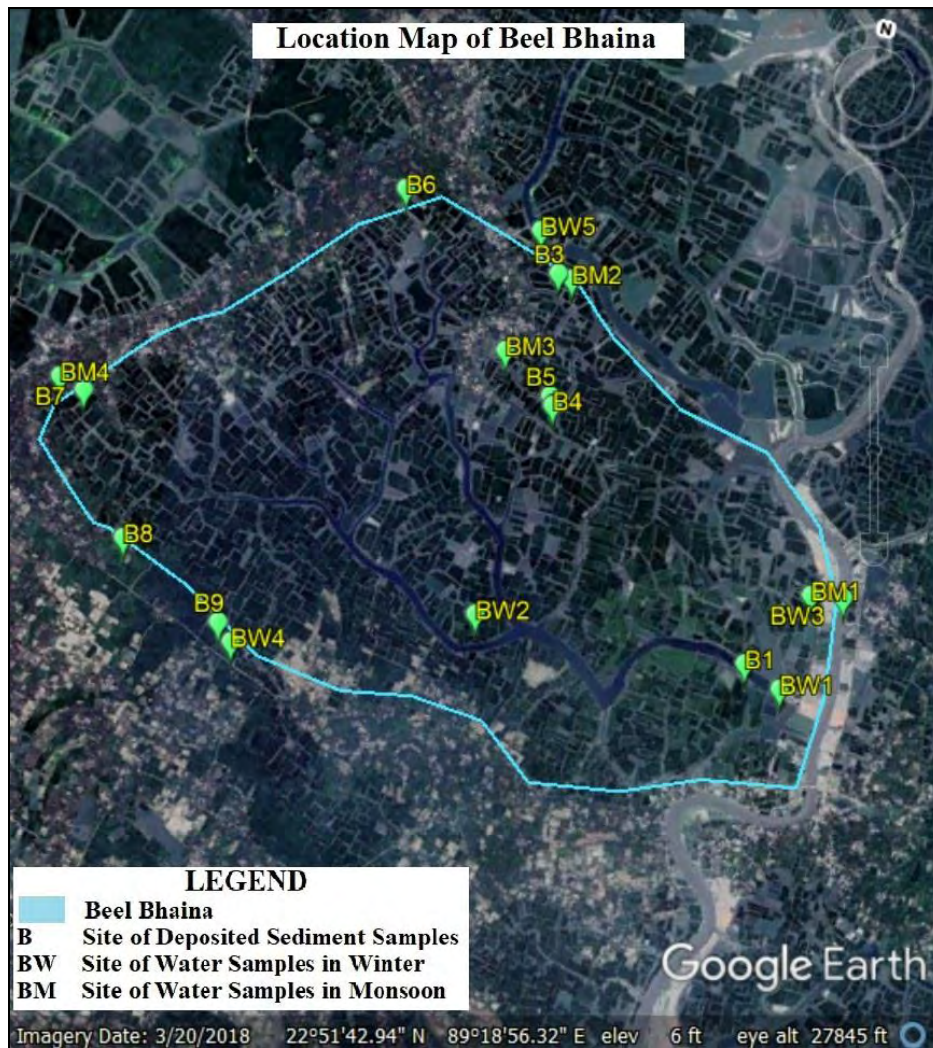 Location Map of Beel Bhaina
N
B6
BW5
B3
BM2
BM3
BM4
B7
B5
B4
B8
BM1
B9
BW2
BW3
BW4
B1
BW1
LEGEND
Beel Bhaina
B Site of Deposited Sediment Samples
BW Site of Water Samples in Winter
BM Site of Water Samples in Monsoon
Google Earth
Imagery Date: 3/20/2018 22°51'42.94" N 89°18'56.32" E elev 6 ft eye alt 27845 ft